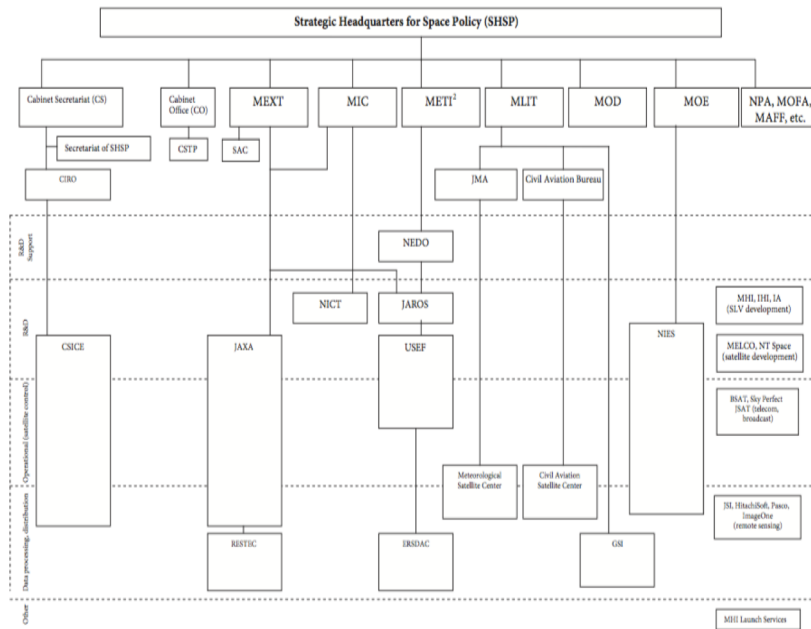 Strategic Headquarters for Space Policy (SHSP)
Cabinet Secretariat (CS)
Cabinet
Office (CO)
MEXT
MIC
METI²
MLIT
MOD
MOE
NPA, MOFA,
MAFF, etc.
Secretariat of SHSP
CSTP
SAC
CIRO
JMA
Civil Aviation Bureau
R&D
Support
NEDO
R&D
NICT
JAROS
MHI, IHI, IA
(SLV development)
CSICE
JAXA
USEF
NIES
MELCO, NT Space
(satellite development)
Operational (satellite control)
BSAT, Sky Perfect
JSAT (telecom,
broadcast)
Meteorological
Satellite Center
Civil Aviation
Satellite Center
Data processing, distribution
JSI, HitachiSoft, Pasco,
ImageOne
(remote sensing)
RESTEC
ERSDAC
GSI
Other
MHI Launch Services